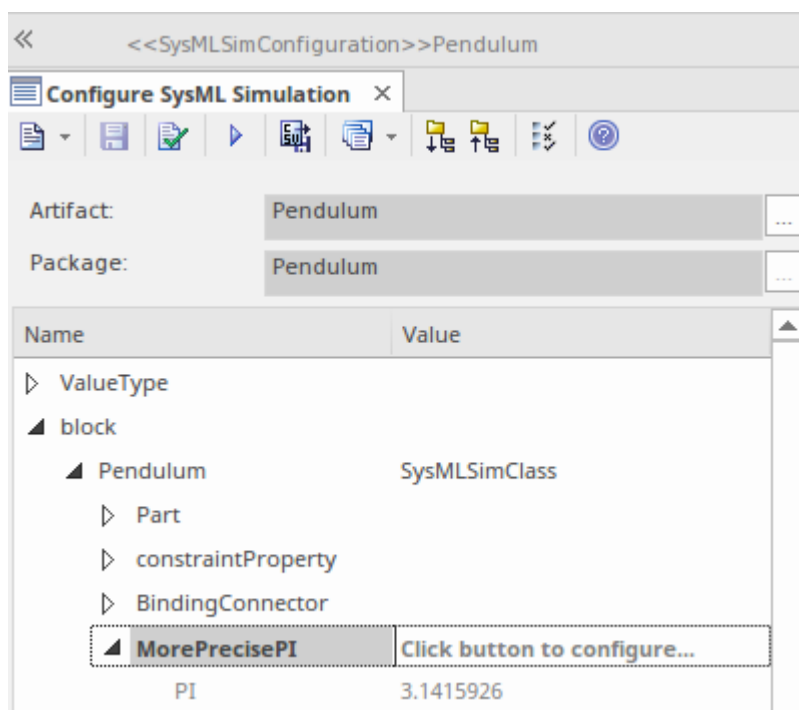 <<SysMLSimConfiguration>>Pendulum
Configure SysML Simulation
Artifact: Pendulum ...
Package: Pendulum ...
Name Value
ValueType
block
Pendulum SysMLSimClass
Part
constraintProperty
BindingConnector
MorePrecisePI Click button to configure...
PI 3.1415926